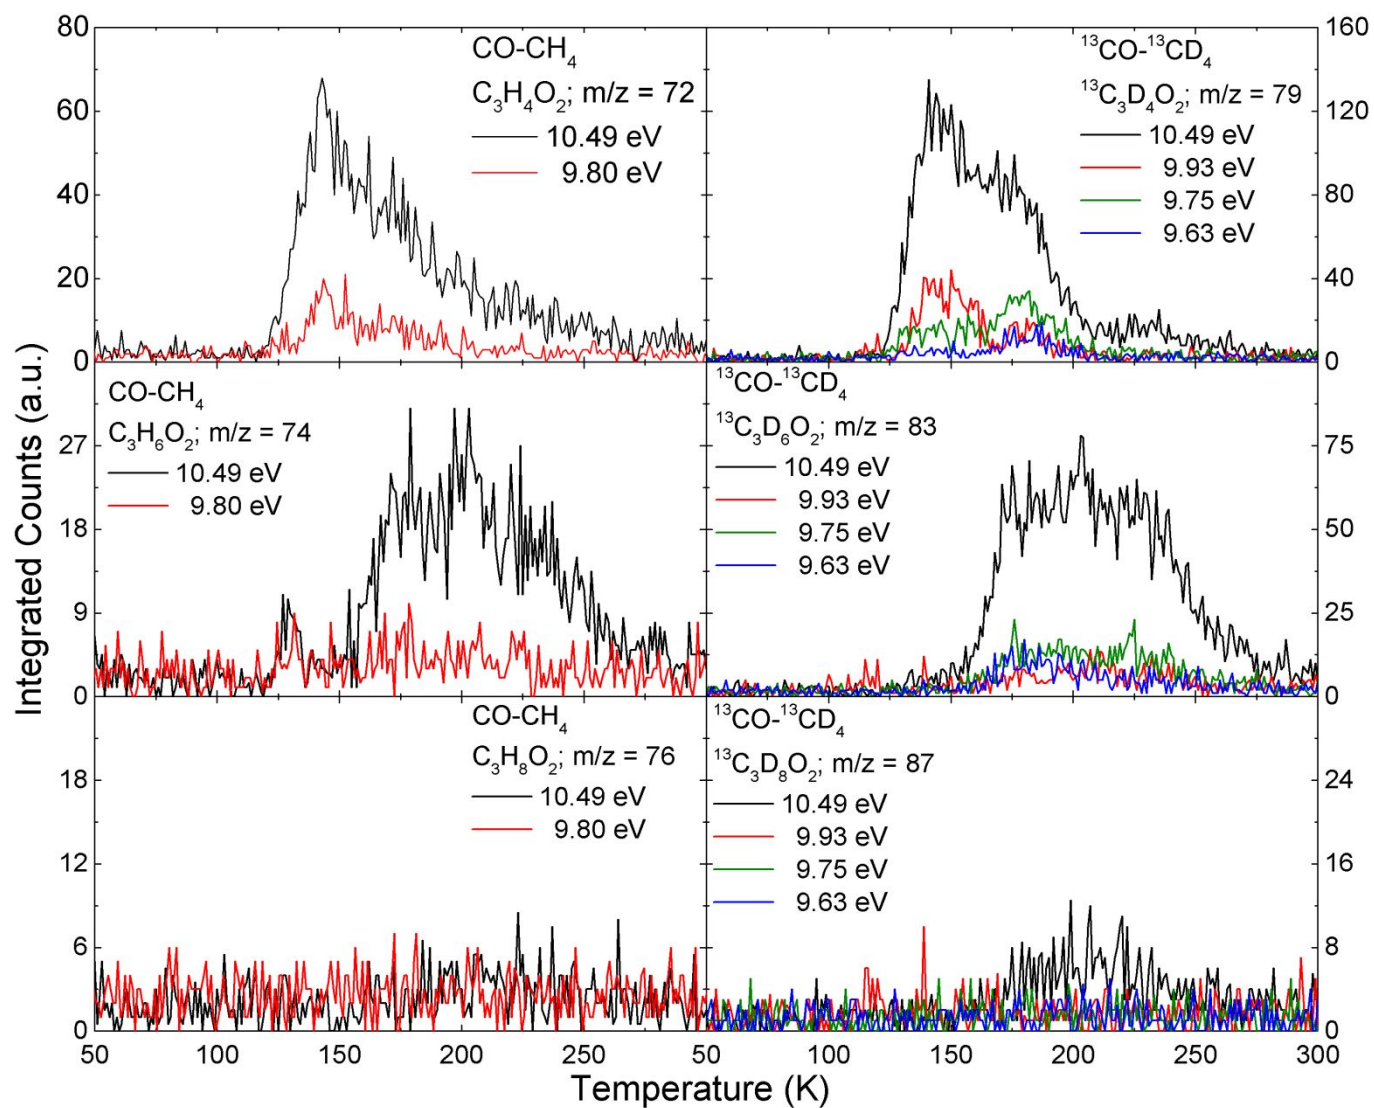 Integrated Counts (a.u.)
80
60
40
20
0
CO-CH₄
C₃H₄O₂; m/z = 72
10.49 eV
9.80 eV
¹³CO-¹³CD₄
¹³C₃D₄O₂; m/z = 79
10.49 eV
9.93 eV
9.75 eV
9.63 eV
160
120
80
40
0
27
18
9
0
CO-CH₄
C₃H₆O₂; m/z = 74
10.49 eV
9.80 eV
¹³CO-¹³CD₄
¹³C₃D₆O₂; m/z = 83
10.49 eV
9.93 eV
9.75 eV
9.63 eV
75
50
25
0
18
12
6
0
CO-CH₄
C₃H₈O₂; m/z = 76
10.49 eV
9.80 eV
¹³CO-¹³CD₄
¹³C₃D₈O₂; m/z = 87
10.49 eV
9.93 eV
9.75 eV
9.63 eV
24
16
8
0
50 100 150 200 250 50 100 150 200 250 300
Temperature (K)